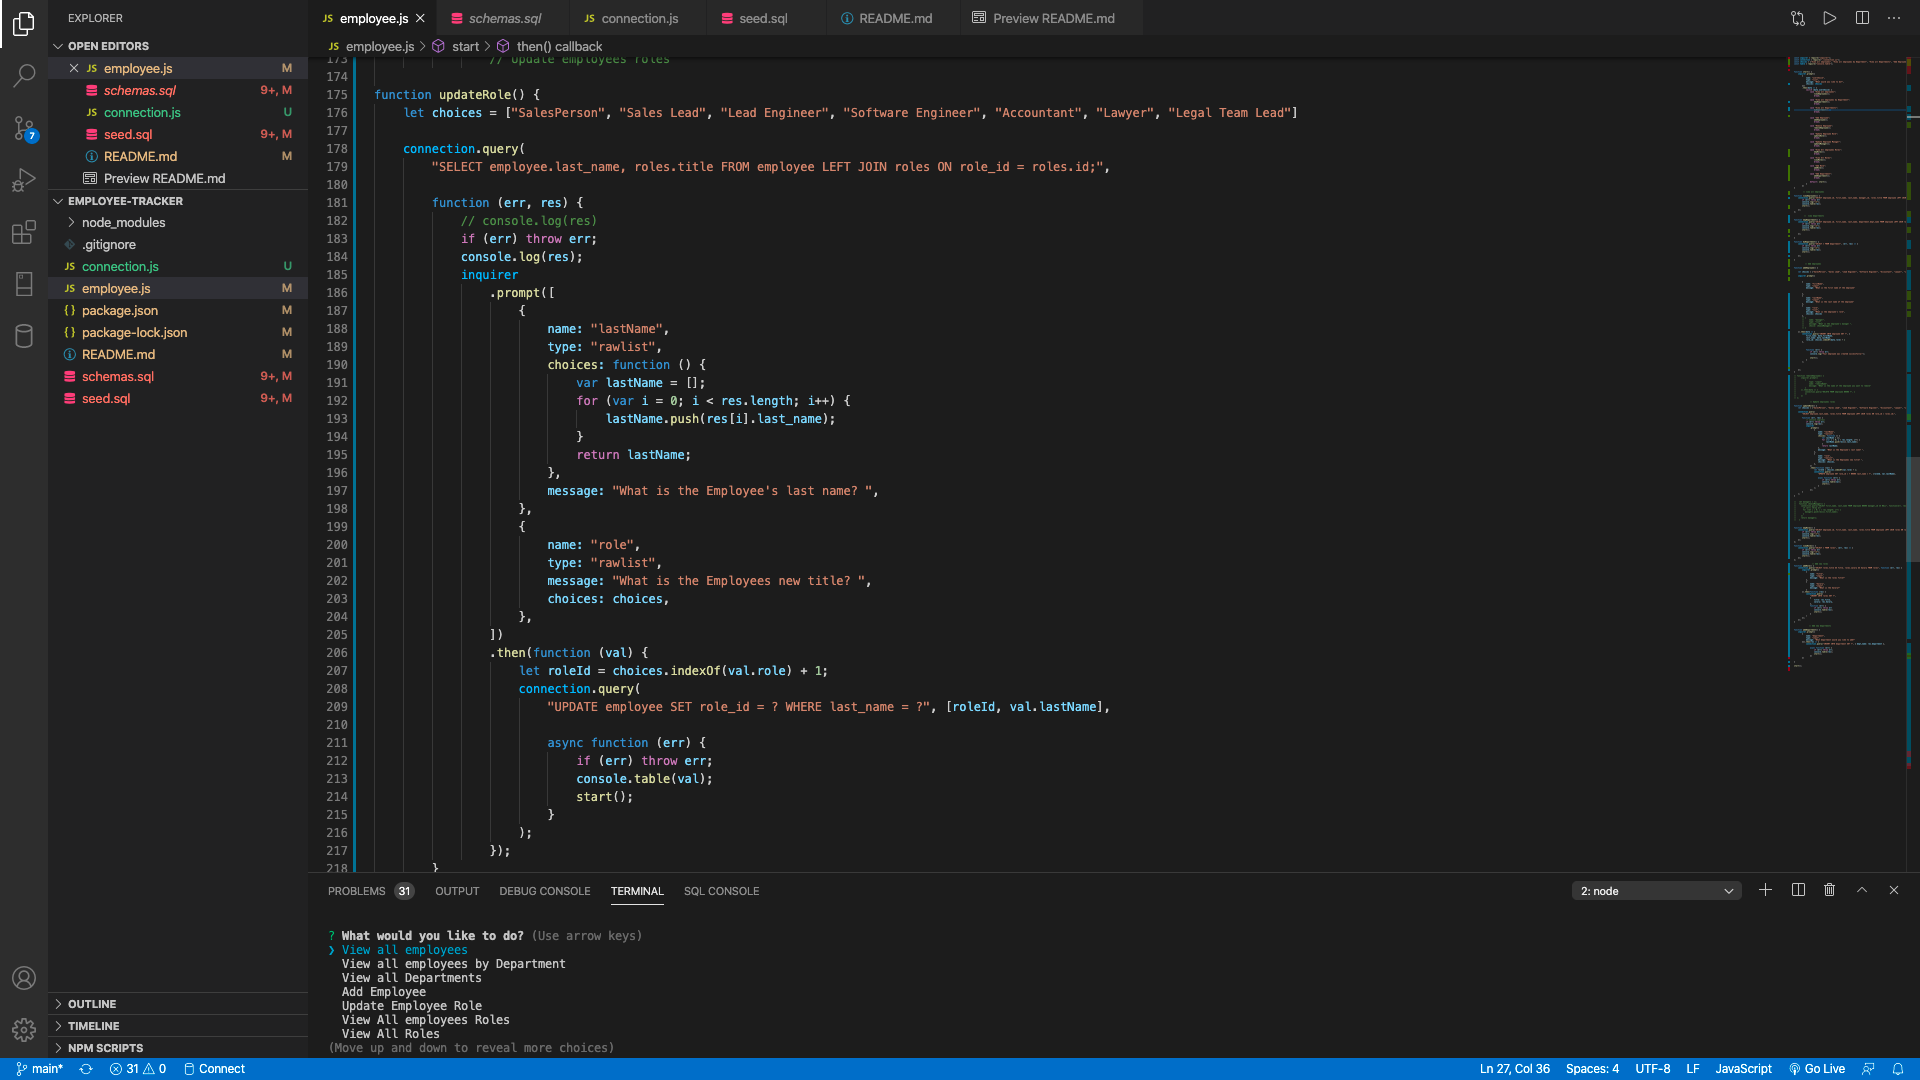 EXPLORER
OPEN EDITORS
JS employee.js M
schemas.sql 9+, M
JS connection.js U
seed.sql 9+, M
README.md M
Preview README.md
EMPLOYEE-TRACKER
node_modules
.gitignore
JS connection.js U
JS employee.js M
{} package.json M
{} package-lock.json M
README.md M
schemas.sql 9+, M
seed.sql 9+, M
OUTLINE
TIMELINE
NPM SCRIPTS
7
JS employee.js
schemas.sql
JS connection.js
seed.sql
README.md
Preview README.md
JS employee.js > start > then() callback
173 // update employees roles
174
175 function updateRole() {
176 let choices = ["SalesPerson", "Sales Lead", "Lead Engineer", "Software Engineer", "Accountant", "Lawyer", "Legal Team Lead"]
177
178 connection.query(
179 "SELECT employee.last_name, roles.title FROM employee LEFT JOIN roles ON role_id = roles.id;",
180
181 function (err, res) {
182 // console.log(res)
183 if (err) throw err;
184 console.log(res);
185 inquirer
186 .prompt([
187 {
188 name: "lastName",
189 type: "rawlist",
190 choices: function () {
191 var lastName = [];
192 for (var i = 0; i < res.length; i++) {
193 lastName.push(res[i].last_name);
194 }
195 return lastName;
196 },
197 message: "What is the Employee's last name? ",
198 },
199 {
200 name: "role",
201 type: "rawlist",
202 message: "What is the Employees new title? ",
203 choices: choices,
204 },
205 ])
206 .then(function (val) {
207 let roleId = choices.indexOf(val.role) + 1;
208 connection.query(
209 "UPDATE employee SET role_id = ? WHERE last_name = ?", [roleId, val.lastName],
210
211 async function (err) {
212 if (err) throw err;
213 console.table(val);
214 start();
215 }
216 );
217 });
218 }
PROBLEMS 31 OUTPUT DEBUG CONSOLE TERMINAL SQL CONSOLE
2: node
? What would you like to do? (Use arrow keys)
❯ View all employees
View all employees by Department
View all Departments
Add Employee
Update Employee Role
View All employees Roles
View All Roles
(Move up and down to reveal more choices)
main* 31 0 Connect
Ln 27, Col 36 Spaces: 4 UTF-8 LF JavaScript Go Live